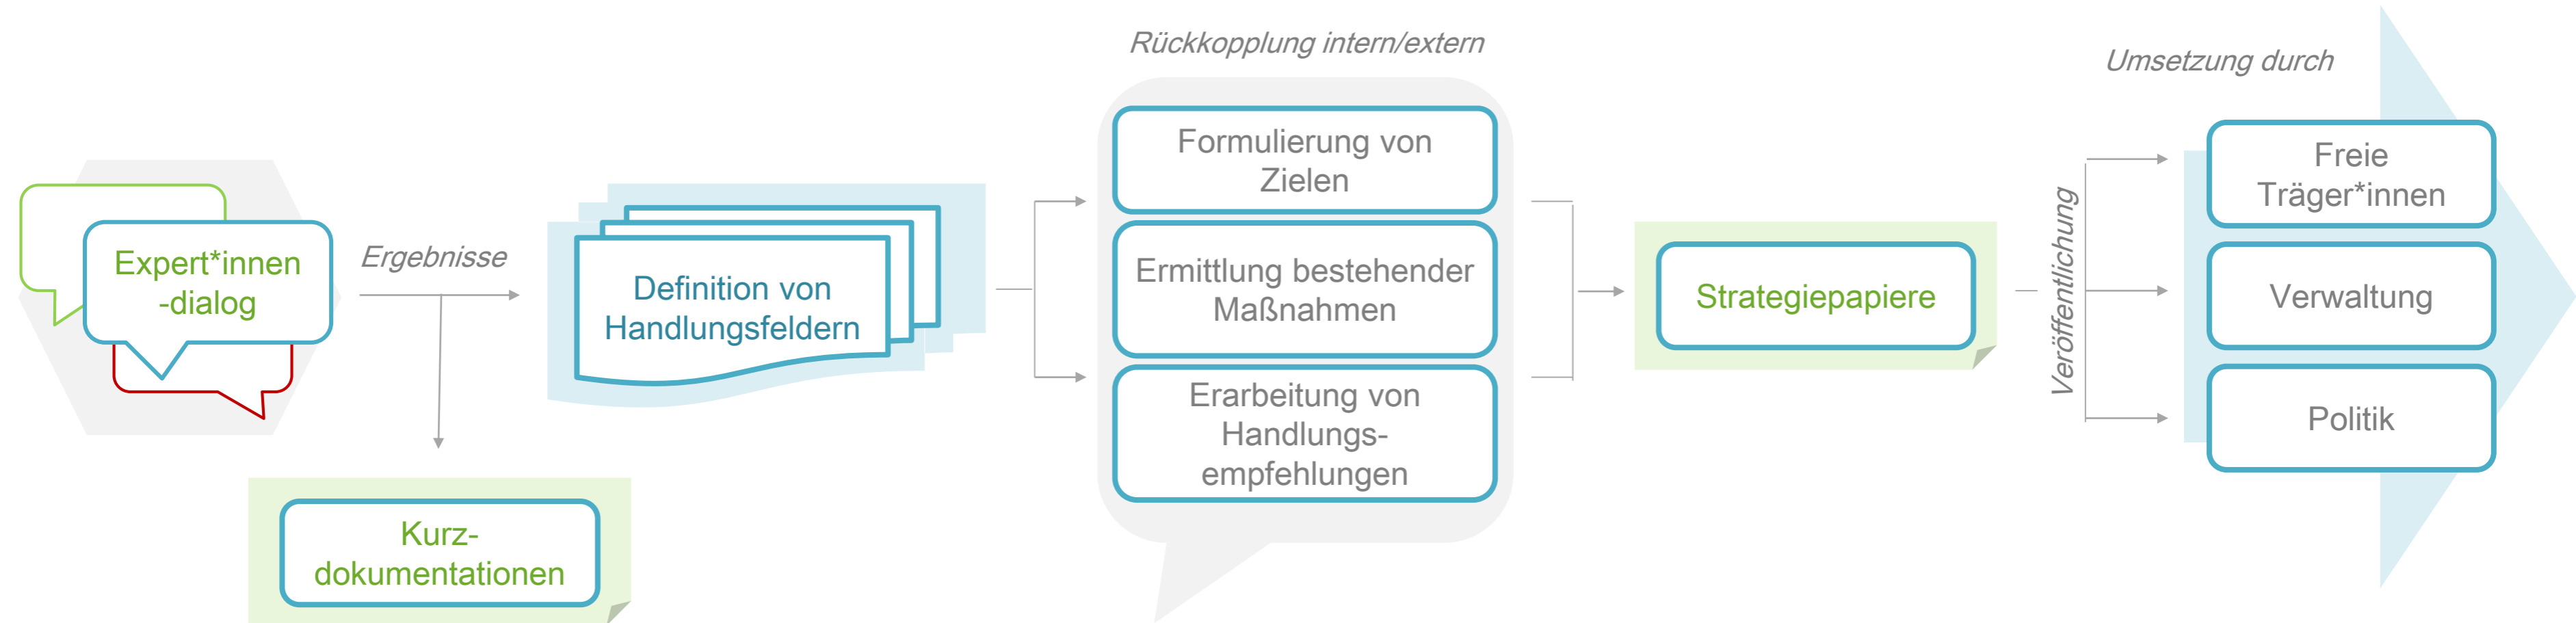 Expert*innen
-dialog
Ergebnisse
Kurz-
dokumentationen
Definition von
Handlungsfeldern
Rückkopplung intern/extern
Formulierung von
Zielen
Ermittlung bestehender
Maßnahmen
Erarbeitung von
Handlungs-
empfehlungen
Strategiepapiere
Veröffentlichung
Umsetzung durch
Freie
Träger*innen
Verwaltung
Politik